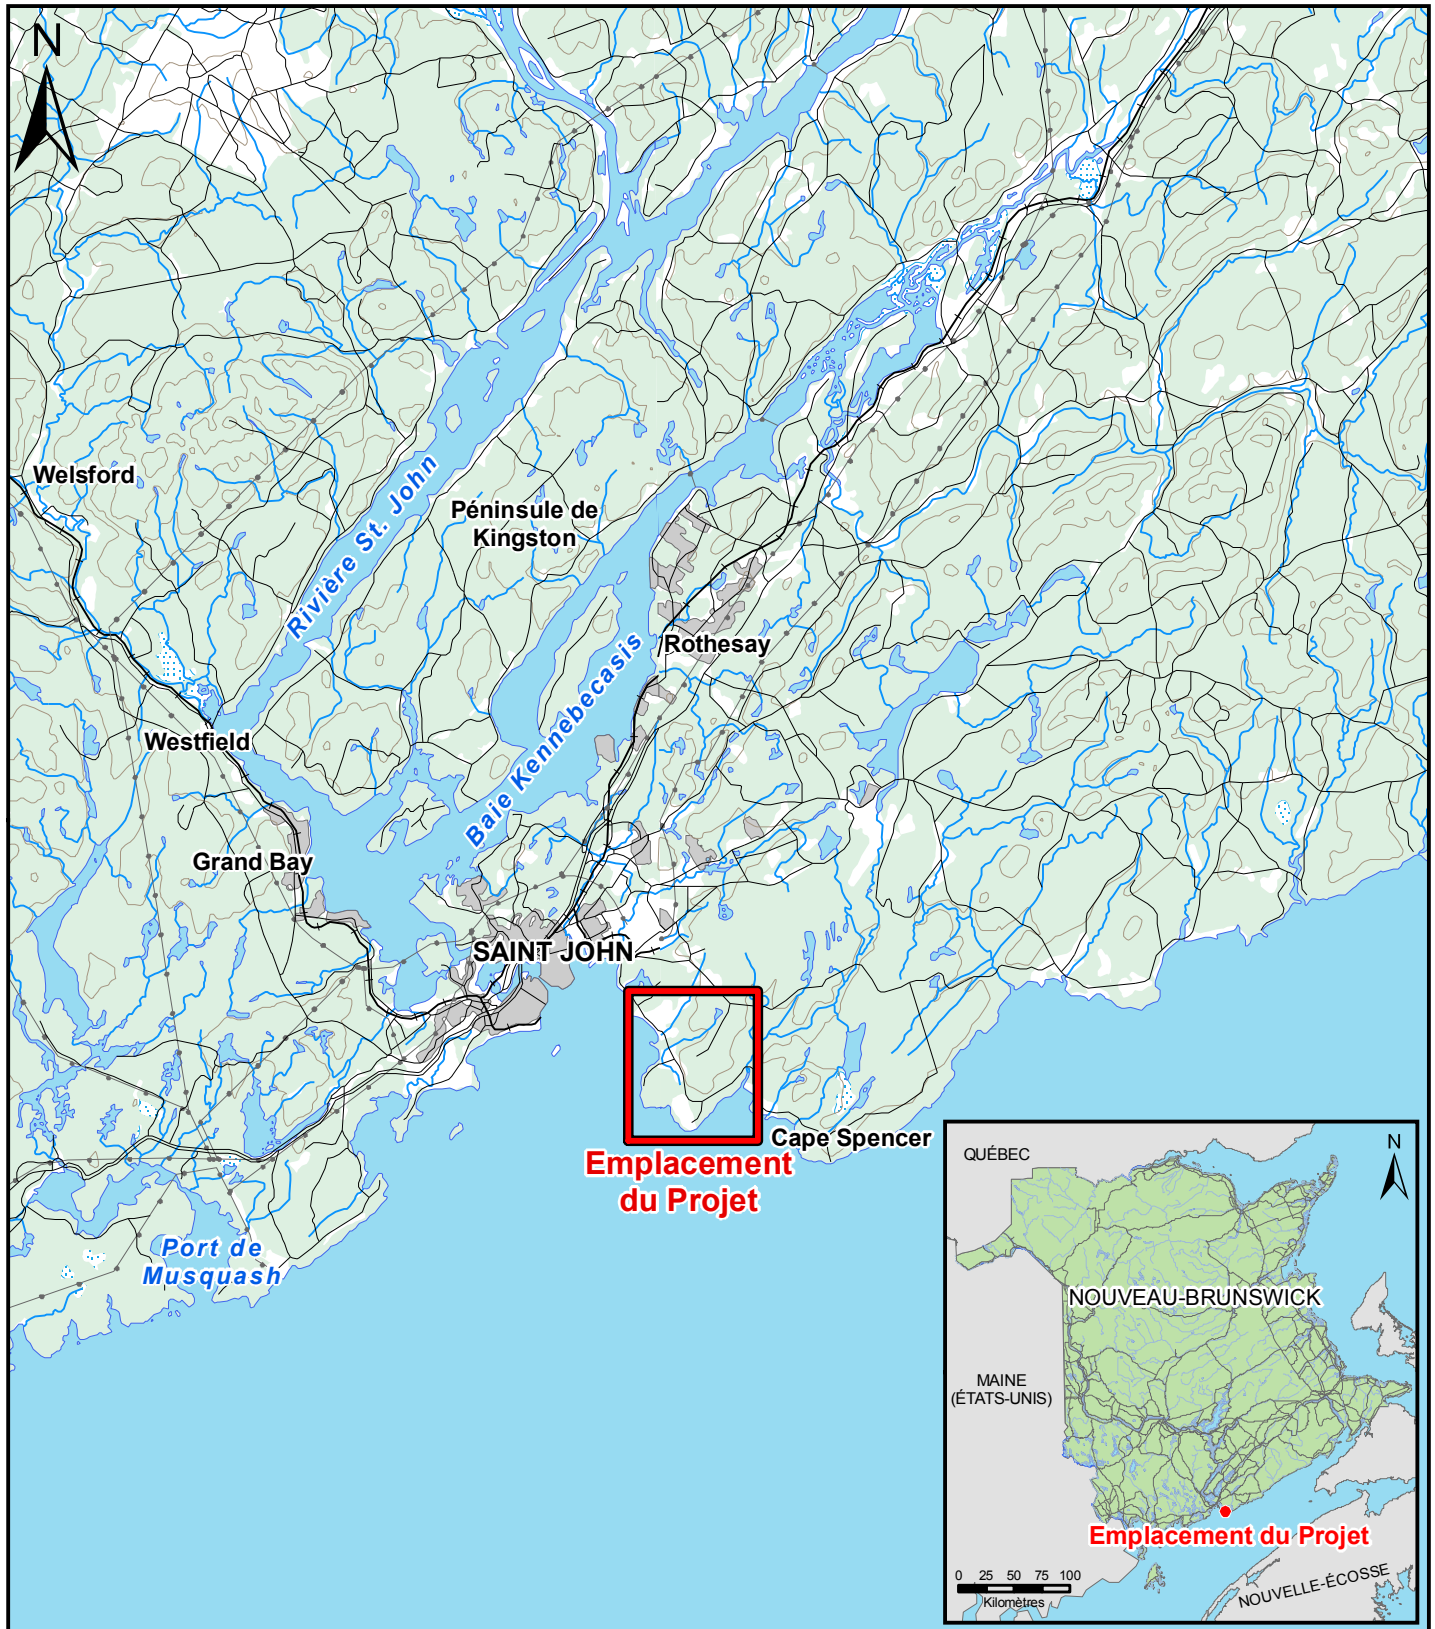 N
Welsford
Rivière St. John
Péninsule de
Kingston
Rothesay
Baie Kennebecasis
Westfield
Grand Bay
SAINT JOHN
Cape Spencer
Emplacement
du Projet
Port de
Musquash
QUÉBEC
N
NOUVEAU-BRUNSWICK
MAINE
(ÉTATS-UNIS)
Emplacement du Projet
0 25 50 75 100
Kilomètres
NOUVELLE-ÉCOSSE